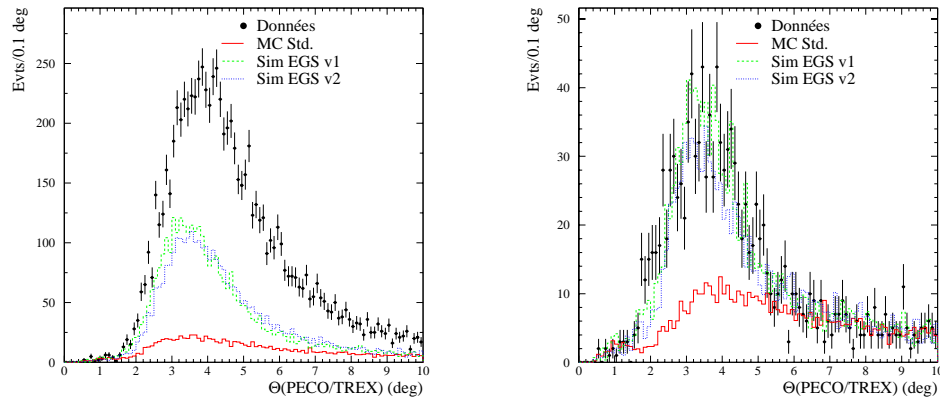 Evts/0.1 deg
Données
MC Std.
Sim EGS v1
Sim EGS v2
250
200
150
100
50
0
0 1 2 3 4 5 6 7 8 9 10
Θ(PECO/TREX) (deg)
Evts/0.1 deg
Données
MC Std.
Sim EGS v1
Sim EGS v2
50
40
30
20
10
0
0 1 2 3 4 5 6 7 8 9 10
Θ(PECO/TREX) (deg)